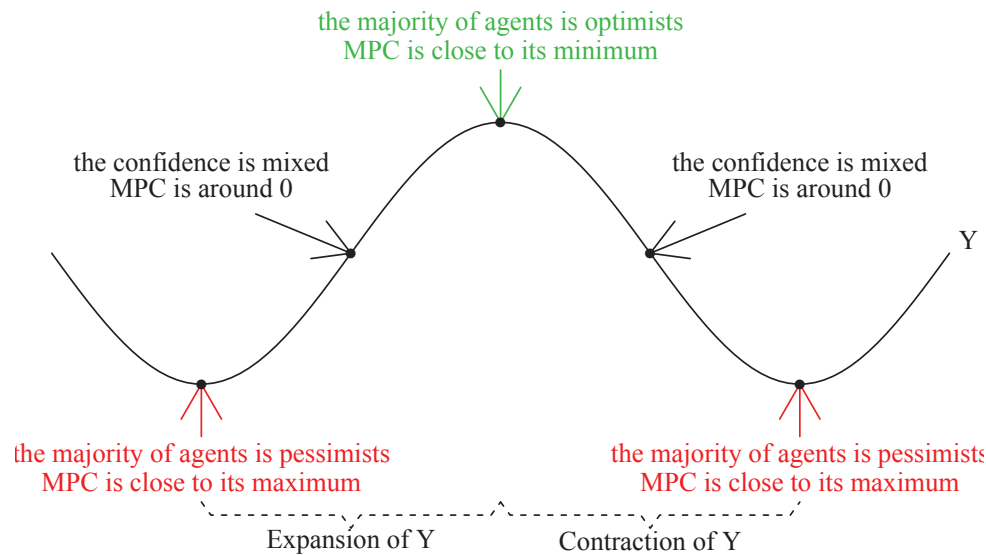 the majority of agents is optimists
MPC is close to its minimum
the confidence is mixed
MPC is around 0
the confidence is mixed
MPC is around 0
Y
the majority of agents is pessimists
MPC is close to its maximum
the majority of agents is pessimists
MPC is close to its maximum
Expansion of Y
Contraction of Y